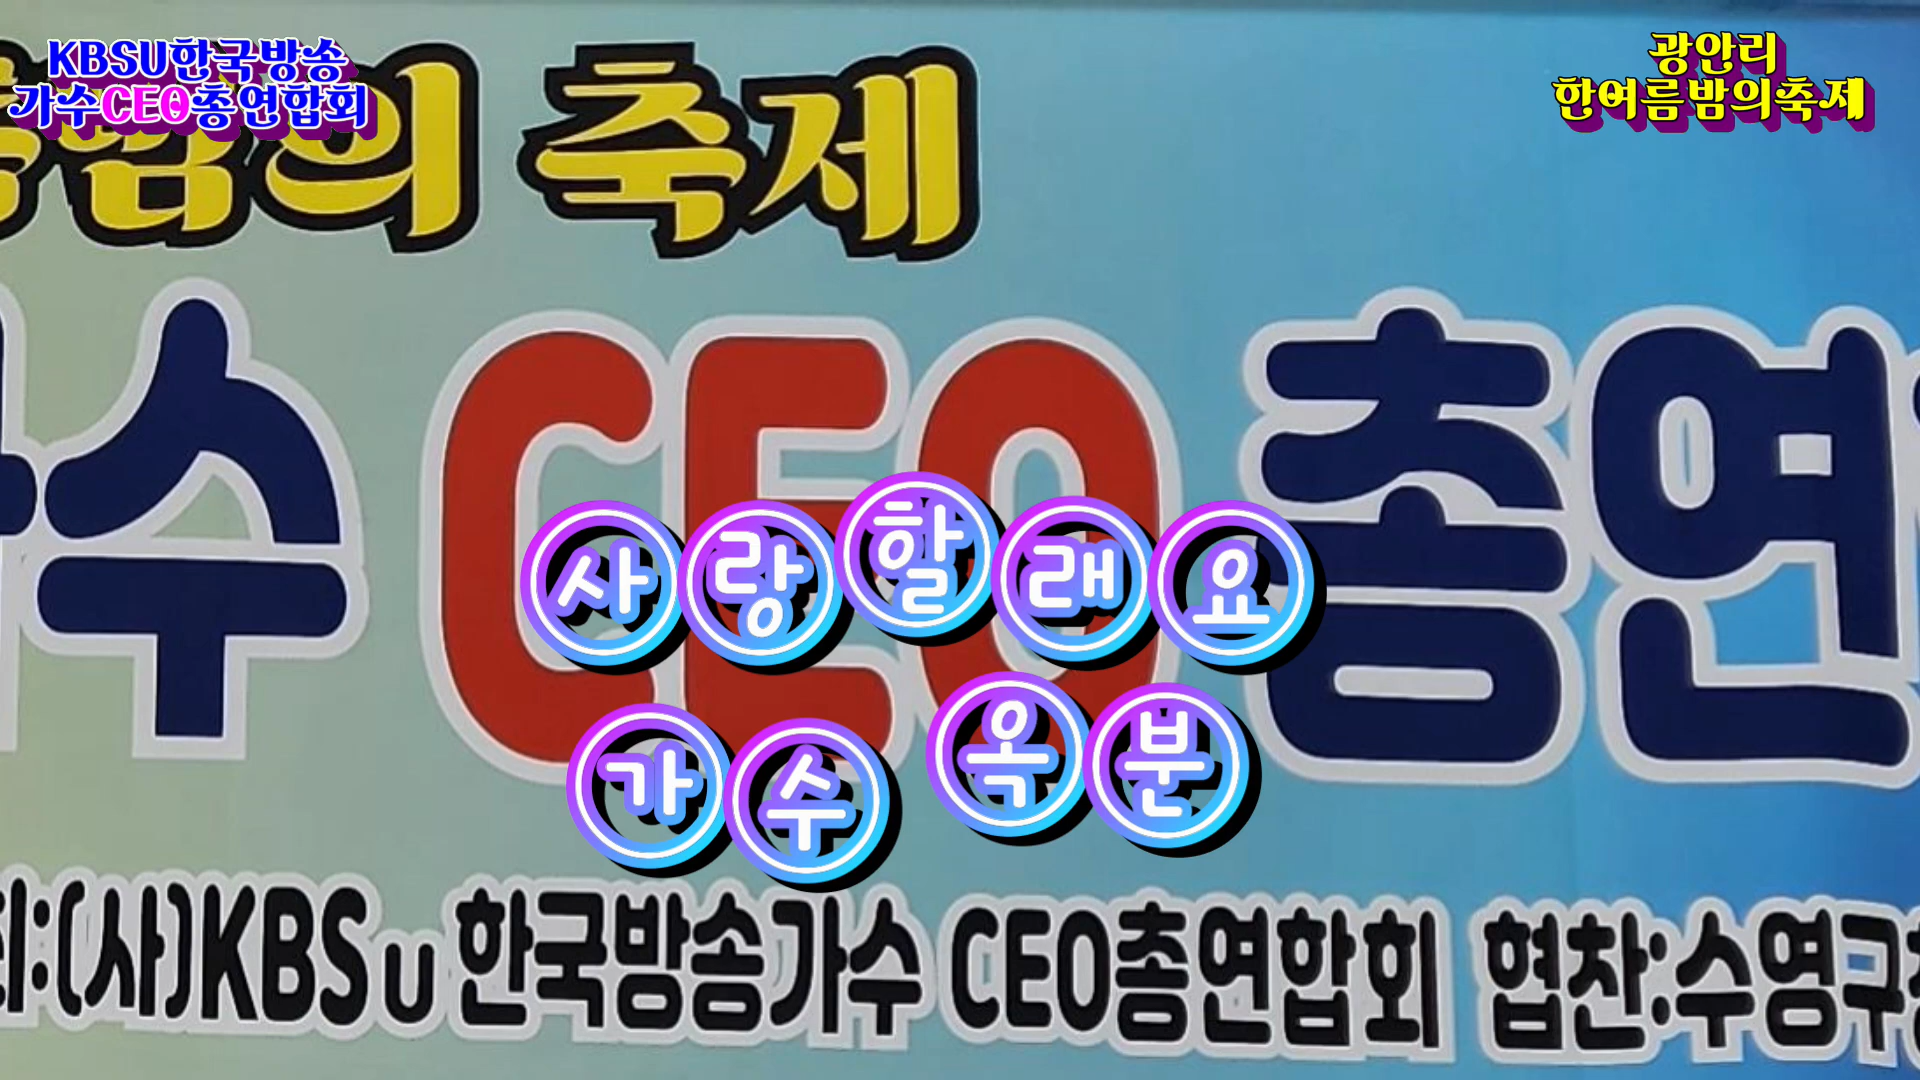 KBSU한국방송
가수CEO총연합회
광안리
한여름밤의축제
밤의 축제
수 CEO 총연
사랑할래요
가수 옥분
:(사)KBSU 한국방송가수 CEO총연합회 협찬:수영구